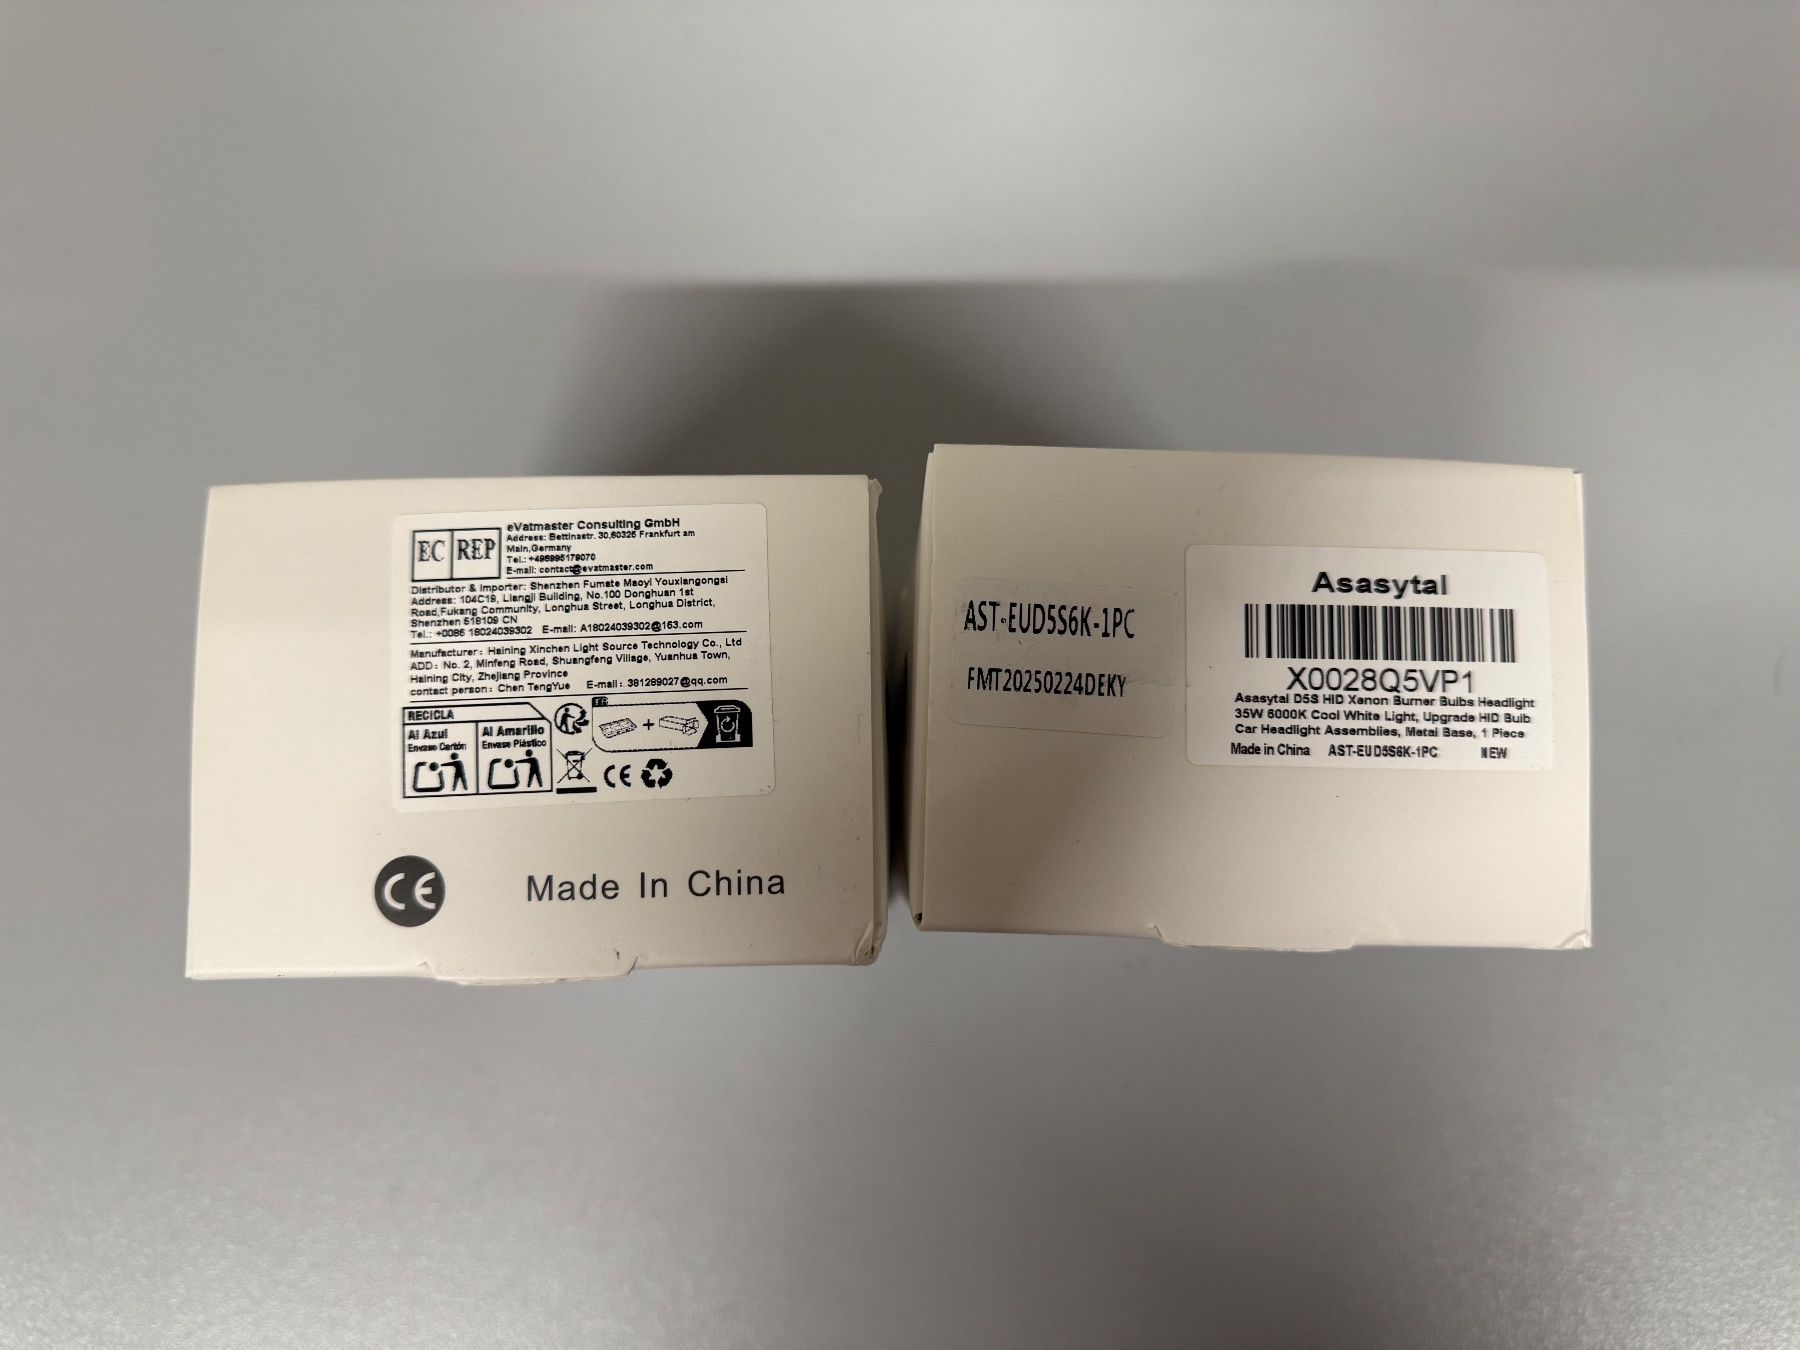 EC REP
eVatmaster Consulting GmbH
Address: Bettinastr. 30,60325 Frankfurt am
Main,Germany
Tel.: +496995179070
E-mail: contact@evatmaster.com
Distributor & Importer: Shenzhen Fumate Maoyi Youxiangongsi
Address: 104C19, Liangji Building, No.100 Donghuan 1st
Road,Fukang Community, Longhua Street, Longhua District,
Shenzhen 518109 CN
Tel.: +0086 18024039302 E-mail: A18024039302@163.com
Manufacturer: Haining Xinchen Light Source Technology Co., Ltd
ADD: No. 2, Minfeng Road, Shuangfeng Village, Yuanhua Town,
Haining City, Zhejiang Province
contact person: Chen TengYue E-mail: 381289027@qq.com
RECICLA
Al Azul
Envase Cartón
Al Amarillo
Envase Plástico
FR
CE
CE
Made In China
AST-EUD5S6K-1PC
FMT20250224DEKY
Asasytal
X0028Q5VP1
Asasytal D5S HID Xenon Burner Bulbs Headlight
35W 6000K Cool White Light, Upgrade HID Bulb
Car Headlight Assemblies, Metal Base, 1 Piece
Made in China AST-EUD5S6K-1PC NEW